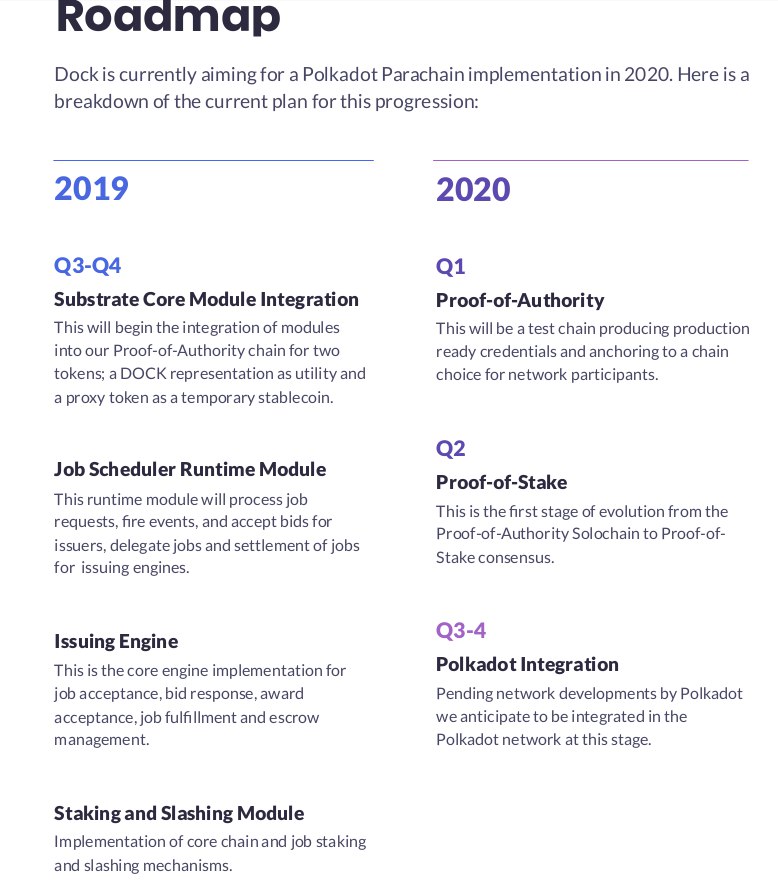 Roadmap
Dock is currently aiming for a Polkadot Parachain implementation in 2020. Here is a
breakdown of the current plan for this progression:
2019
Q3-Q4
Substrate Core Module Integration
This will begin the integration of modules
into our Proof-of-Authority chain for two
tokens; a DOCK representation as utility and
a proxy token as a temporary stablecoin.
Job Scheduler Runtime Module
This runtime module will process job
requests, fire events, and accept bids for
issuers, delegate jobs and settlement of jobs
for issuing engines.
Issuing Engine
This is the core engine implementation for
job acceptance, bid response, award
acceptance, job fulfillment and escrow
management.
Staking and Slashing Module
Implementation of core chain and job staking
and slashing mechanisms.
2020
Q1
Proof-of-Authority
This will be a test chain producing production
ready credentials and anchoring to a chain
choice for network participants.
Q2
Proof-of-Stake
This is the first stage of evolution from the
Proof-of-Authority Solochain to Proof-of-
Stake consensus.
Q3-4
Polkadot Integration
Pending network developments by Polkadot
we anticipate to be integrated in the
Polkadot network at this stage.